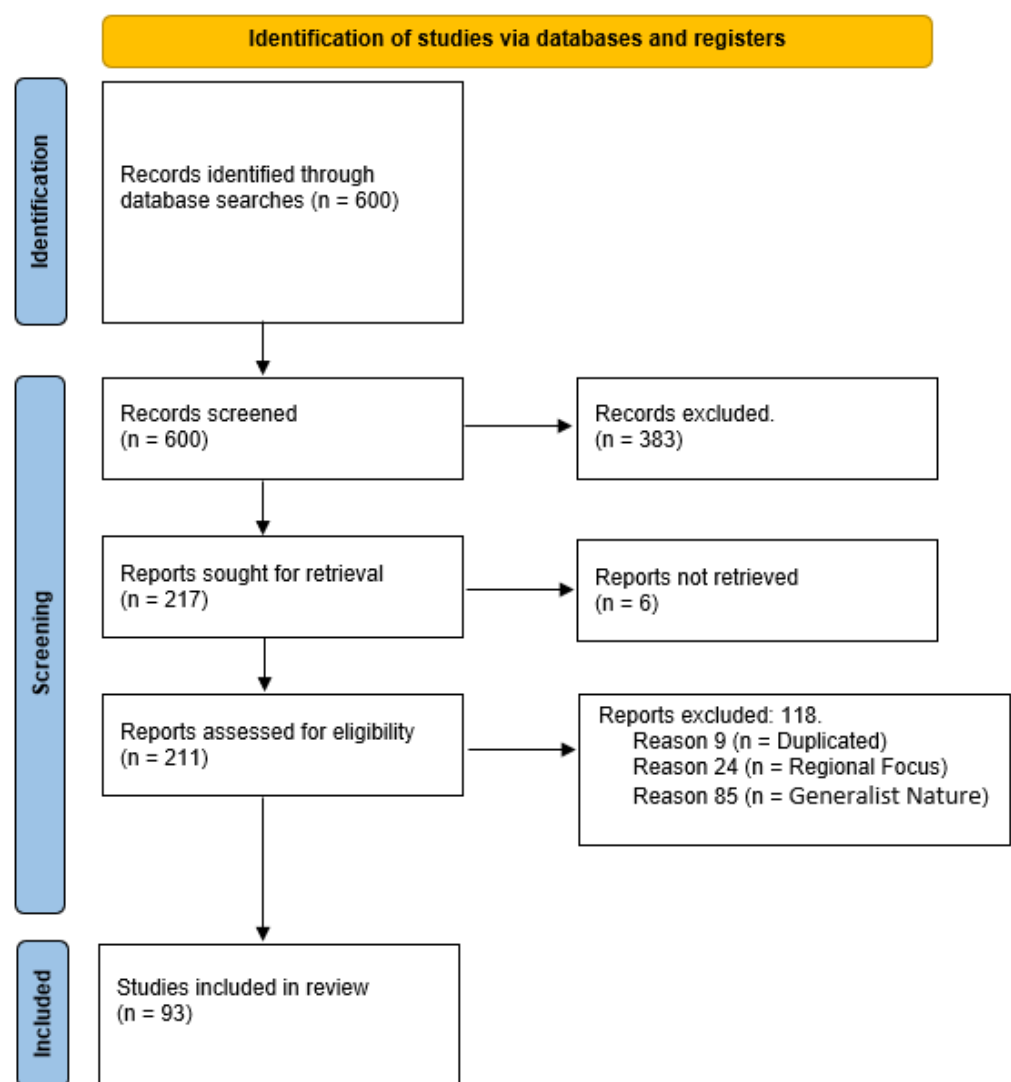 Identification of studies via databases and registers
Identification
Records identified through
database searches (n = 600)
Screening
Records screened
(n = 600)
Records excluded.
(n = 383)
Reports sought for retrieval
(n = 217)
Reports not retrieved
(n = 6)
Reports assessed for eligibility
(n = 211)
Reports excluded: 118.
Reason 9 (n = Duplicated)
Reason 24 (n = Regional Focus)
Reason 85 (n = Generalist Nature)
Included
Studies included in review
(n = 93)